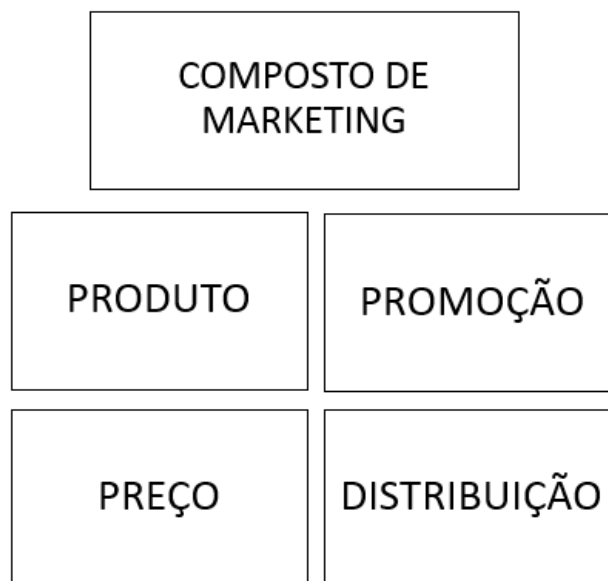 COMPOSTO DE
MARKETING
PRODUTO
PROMOÇÃO
PREÇO
DISTRIBUIÇÃO